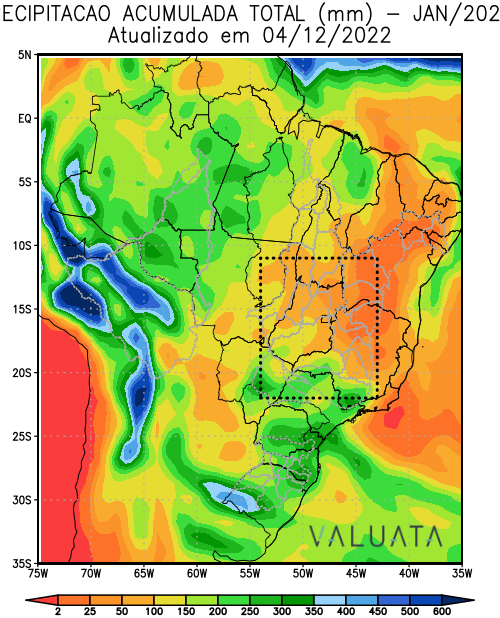 ECIPITACAO ACUMULADA TOTAL (mm) – JAN/202
Atualizado em 04/12/2022
5N
EQ
5S
10S
15S
20S
25S
30S
35S
75W 70W 65W 60W 55W 50W 45W 40W 35W
VALUATA
2 25 50 100 150 200 250 300 350 400 450 500 600